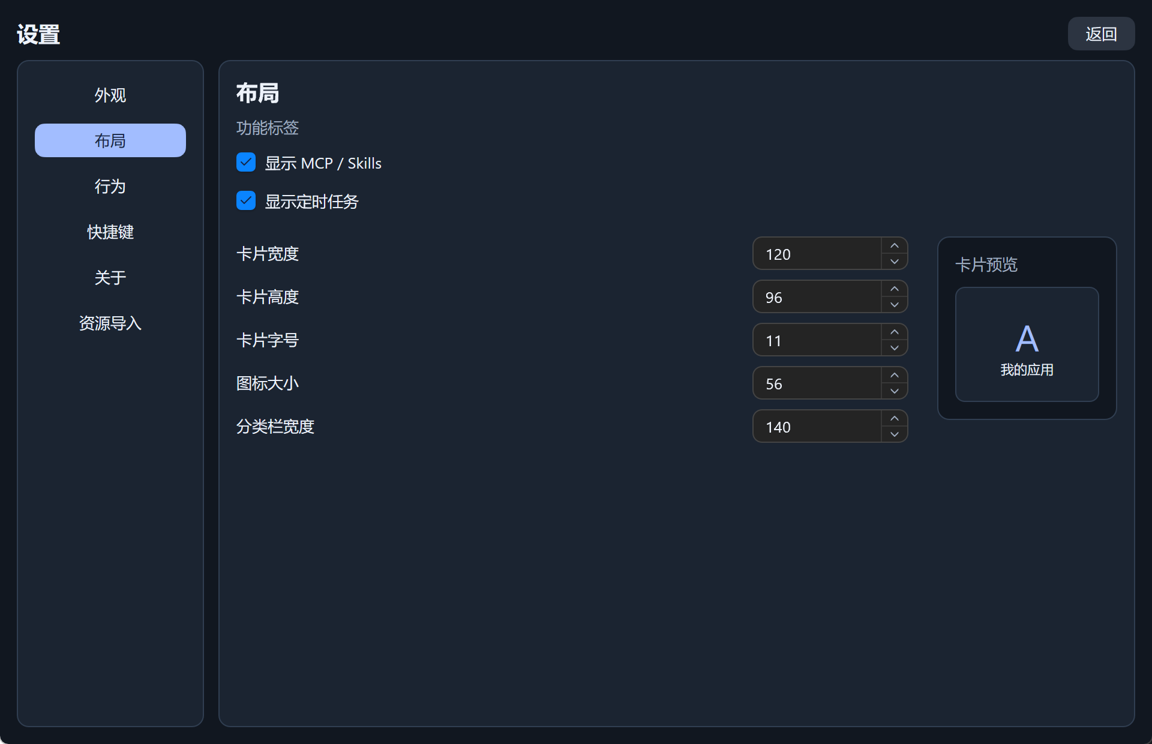 设置
返回
外观
布局
行为
快捷键
关于
资源导入
布局
功能标签
显示 MCP / Skills
显示定时任务
卡片宽度
120
卡片高度
96
卡片字号
11
图标大小
56
分类栏宽度
140
卡片预览
A
我的应用